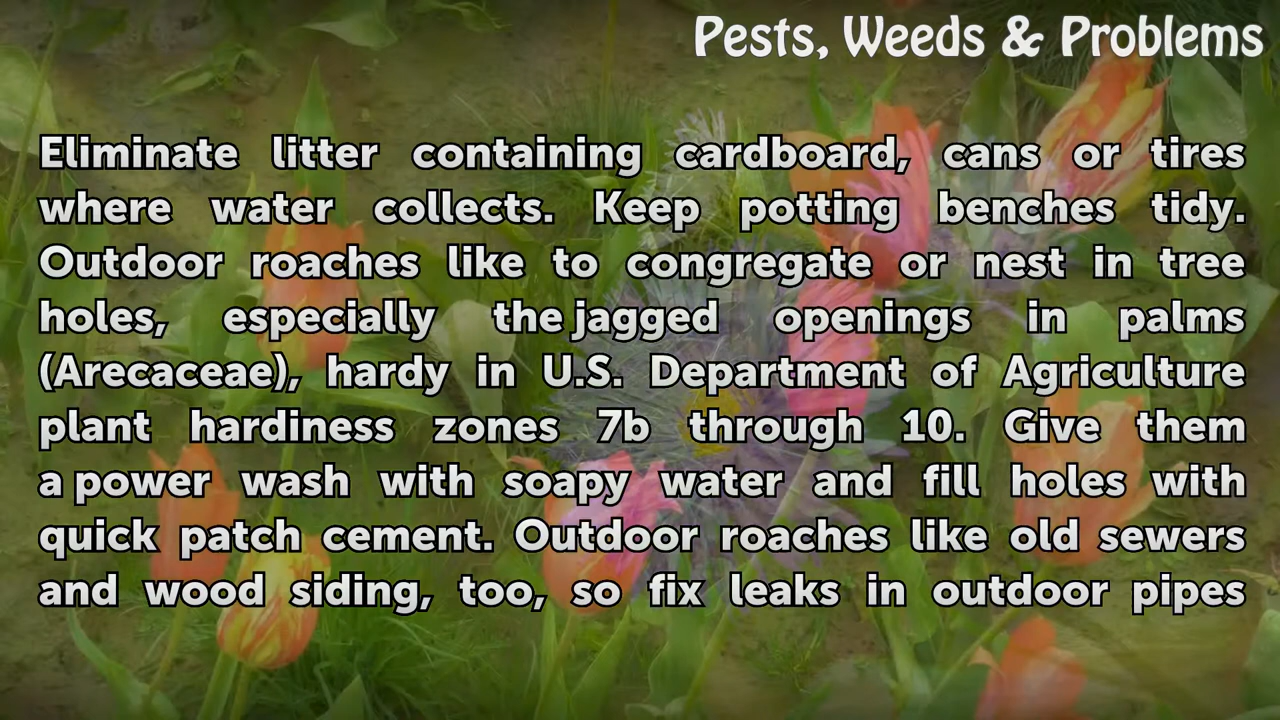 Pests, Weeds & Problems
Eliminate litter containing cardboard, cans or tires
where water collects. Keep potting benches tidy.
Outdoor roaches like to congregate or nest in tree
holes, especially the jagged openings in palms
(Arecaceae), hardy in U.S. Department of Agriculture
plant hardiness zones 7b through 10. Give them
a power wash with soapy water and fill holes with
quick patch cement. Outdoor roaches like old sewers
and wood siding, too, so fix leaks in outdoor pipes